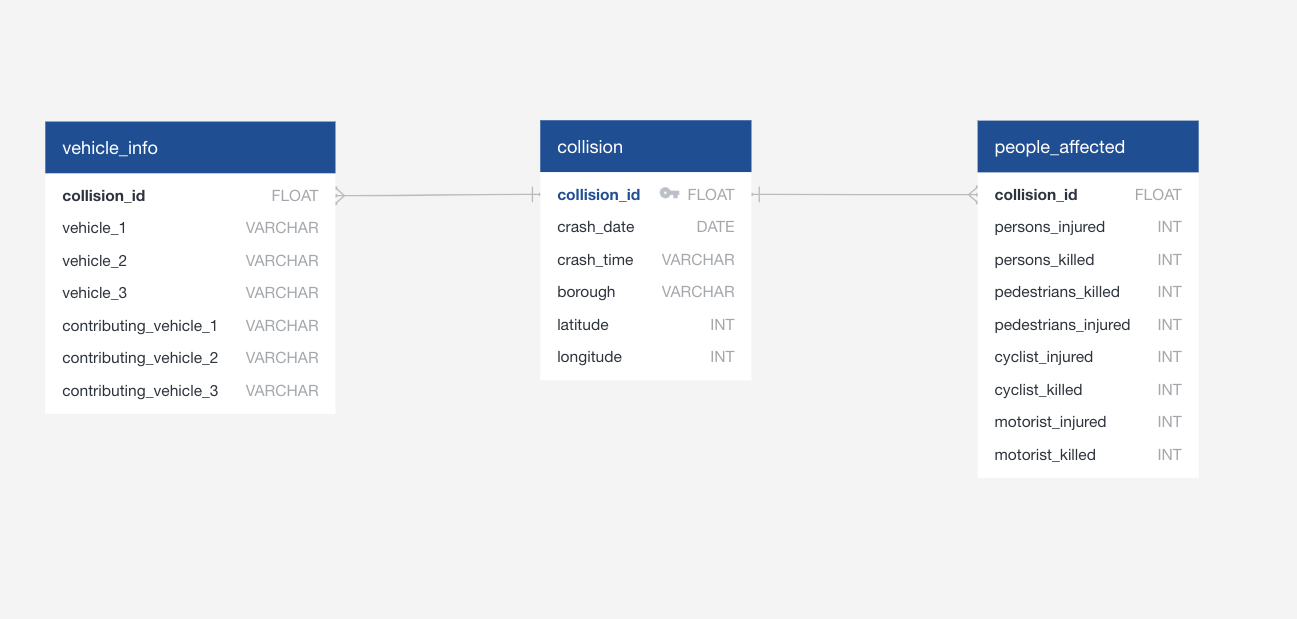 vehicle_info
collision_id FLOAT
vehicle_1 VARCHAR
vehicle_2 VARCHAR
vehicle_3 VARCHAR
contributing_vehicle_1 VARCHAR
contributing_vehicle_2 VARCHAR
contributing_vehicle_3 VARCHAR
collision
collision_id FLOAT
crash_date DATE
crash_time VARCHAR
borough VARCHAR
latitude INT
longitude INT
people_affected
collision_id FLOAT
persons_injured INT
persons_killed INT
pedestrians_killed INT
pedestrians_injured INT
cyclist_injured INT
cyclist_killed INT
motorist_injured INT
motorist_killed INT